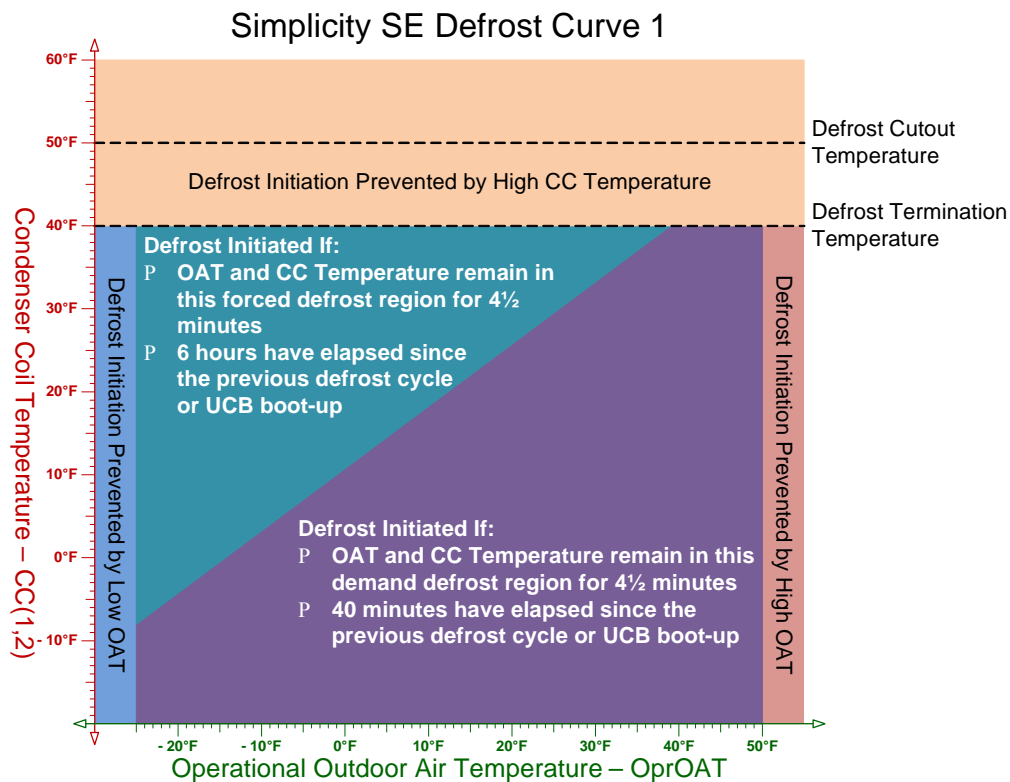 Simplicity SE Defrost Curve 1
60°F
50°F
40°F
30°F
20°F
10°F
0°F
- 10°F
Condenser Coil Temperature – CC(1,2)
Defrost Cutout
Temperature
Defrost Initiation Prevented by High CC Temperature
Defrost Termination
Temperature
Defrost Initiation Prevented by Low OAT
Defrost Initiated If:
P OAT and CC Temperature remain in
this forced defrost region for 4½
minutes
P 6 hours have elapsed since
the previous defrost cycle
or UCB boot-up
Defrost Initiated If:
P OAT and CC Temperature remain in this
demand defrost region for 4½ minutes
P 40 minutes have elapsed since the
previous defrost cycle or UCB boot-up
Defrost Initiation Prevented by High OAT
- 20°F
- 10°F
0°F
10°F
20°F
30°F
40°F
50°F
Operational Outdoor Air Temperature – OprOAT